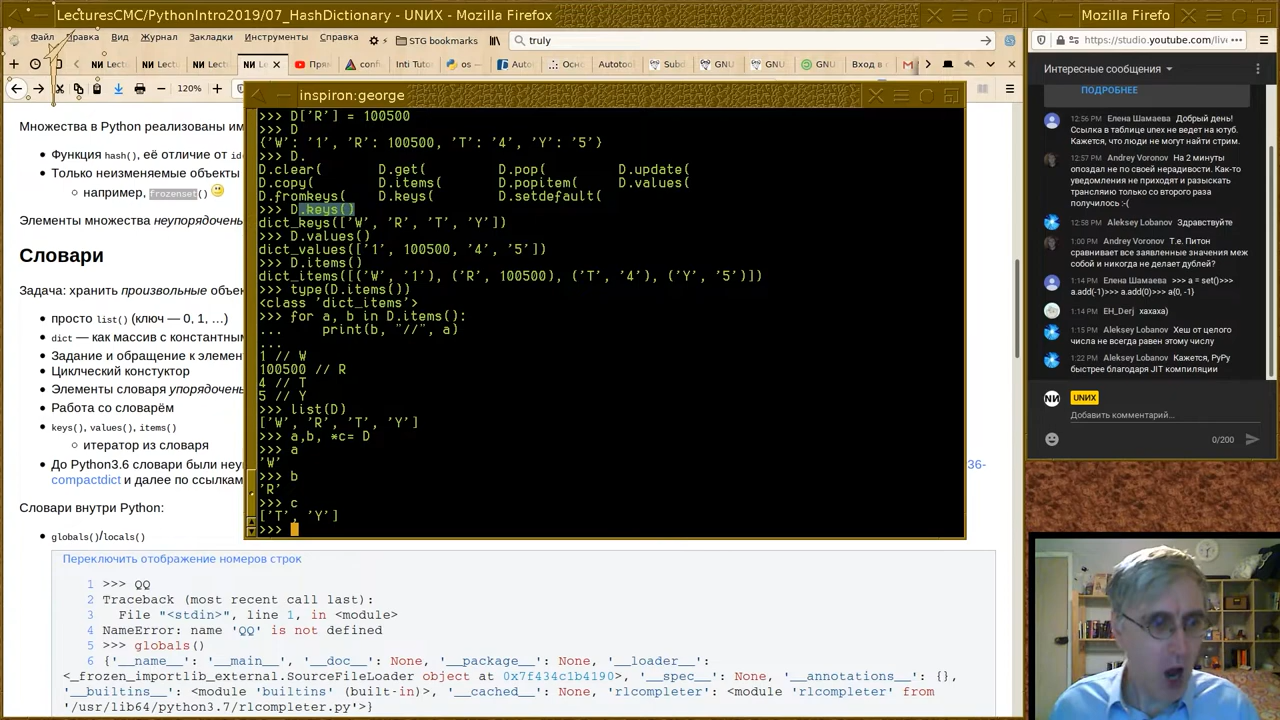 LecturesCMC/PythonIntro2019/07_HashDictionary - UNИX - Mozilla Firefox
Файл Правка Вид Журнал Закладки Инструменты Справка
STG bookmarks
truly
120%
inspiron:george
Множества в Python реализованы
Функция hash(), её отличие от
Только неизменяемые объекты
например, frozenset()
Элементы множества
Словари
Задача: хранить произвольные
просто list() (ключ — 0, 1, …)
dict — как массив с
Задание и обращение к
Циклческий констуктор
Элементы словаря
Работа со словарём
keys(), values(), items()
итератор из словаря
До Python3.6 словари были
36-
compactdict и далее по ссылкам
Словари внутри Python:
globals()/locals()
Переключить отображение номеров строк
1 >>> QQ
2 Traceback (most recent call last):
3 File "<stdin>", line 1, in <module>
4 NameError: name 'QQ' is not defined
5 >>> globals()
6 {'__name__': '__main__', '__doc__': None, '__package__': None, '__loader__':
<_frozen_importlib_external.SourceFileLoader object at 0x7f434c1b4190>, '__spec__': None, '__annotations__': {},
'__builtins__': <module 'builtins' (built-in)>, '__cached__': None, 'rlcompleter': <module 'rlcompleter' from
'/usr/lib64/python3.7/rlcompleter.py'>}
>>> D['R'] = 100500
>>> D
{'W': '1', 'R': 100500, 'T': '4', 'Y': '5'}
>>> D.
D.clear( D.get( D.pop( D.update(
D.copy( D.items( D.popitem( D.values(
D.fromkeys( D.keys( D.setdefault(
>>> D.keys()
dict_keys(['W', 'R', 'T', 'Y'])
>>> D.values()
dict_values(['1', 100500, '4', '5'])
>>> D.items()
dict_items([('W', '1'), ('R', 100500), ('T', '4'), ('Y', '5')])
>>> type(D.items())
<class 'dict_items'>
>>> for a, b in D.items():
... print(b, "//", a)
...
1 // W
100500 // R
4 // T
5 // Y
>>> list(D)
['W', 'R', 'T', 'Y']
>>> a,b, *c= D
>>> a
'W'
>>> b
'R'
>>> c
['T', 'Y']
>>>
Mozilla Firefo
https://studio.youtube.com/live
Интересные сообщения
ПОДРОБНЕЕ
12:56 PM Елена Шамаева Добрый день!
Ссылка в таблице unex не ведет на ютуб.
Кажется, что люди не могут найти стрим.
12:57 PM Andrey Voronov На 2 минуты
опоздал не по своей нерадивости. Как-то
уведомления не приходят и разыскать
трансляцию только со второго раза
получилось :-(
12:58 PM Aleksey Lobanov Здравствуйте
1:00 PM Andrey Voronov Т.е. Питон
сравнивает все заявленные значения меж
собой и никогда не делает дублей?
1:14 PM Елена Шамаева >>> a = set()>>>
a.add(-1)>>> a.add(0)>>> a{0, -1}
1:14 PM EH_Derj хахаха)
1:15 PM Aleksey Lobanov Хеш от целого
числа не всегда равен этому числу
1:22 PM Aleksey Lobanov Кажется, PyPy
быстрее благодаря JIT компиляции
NИ UNИX
Добавить комментарий...
0/200